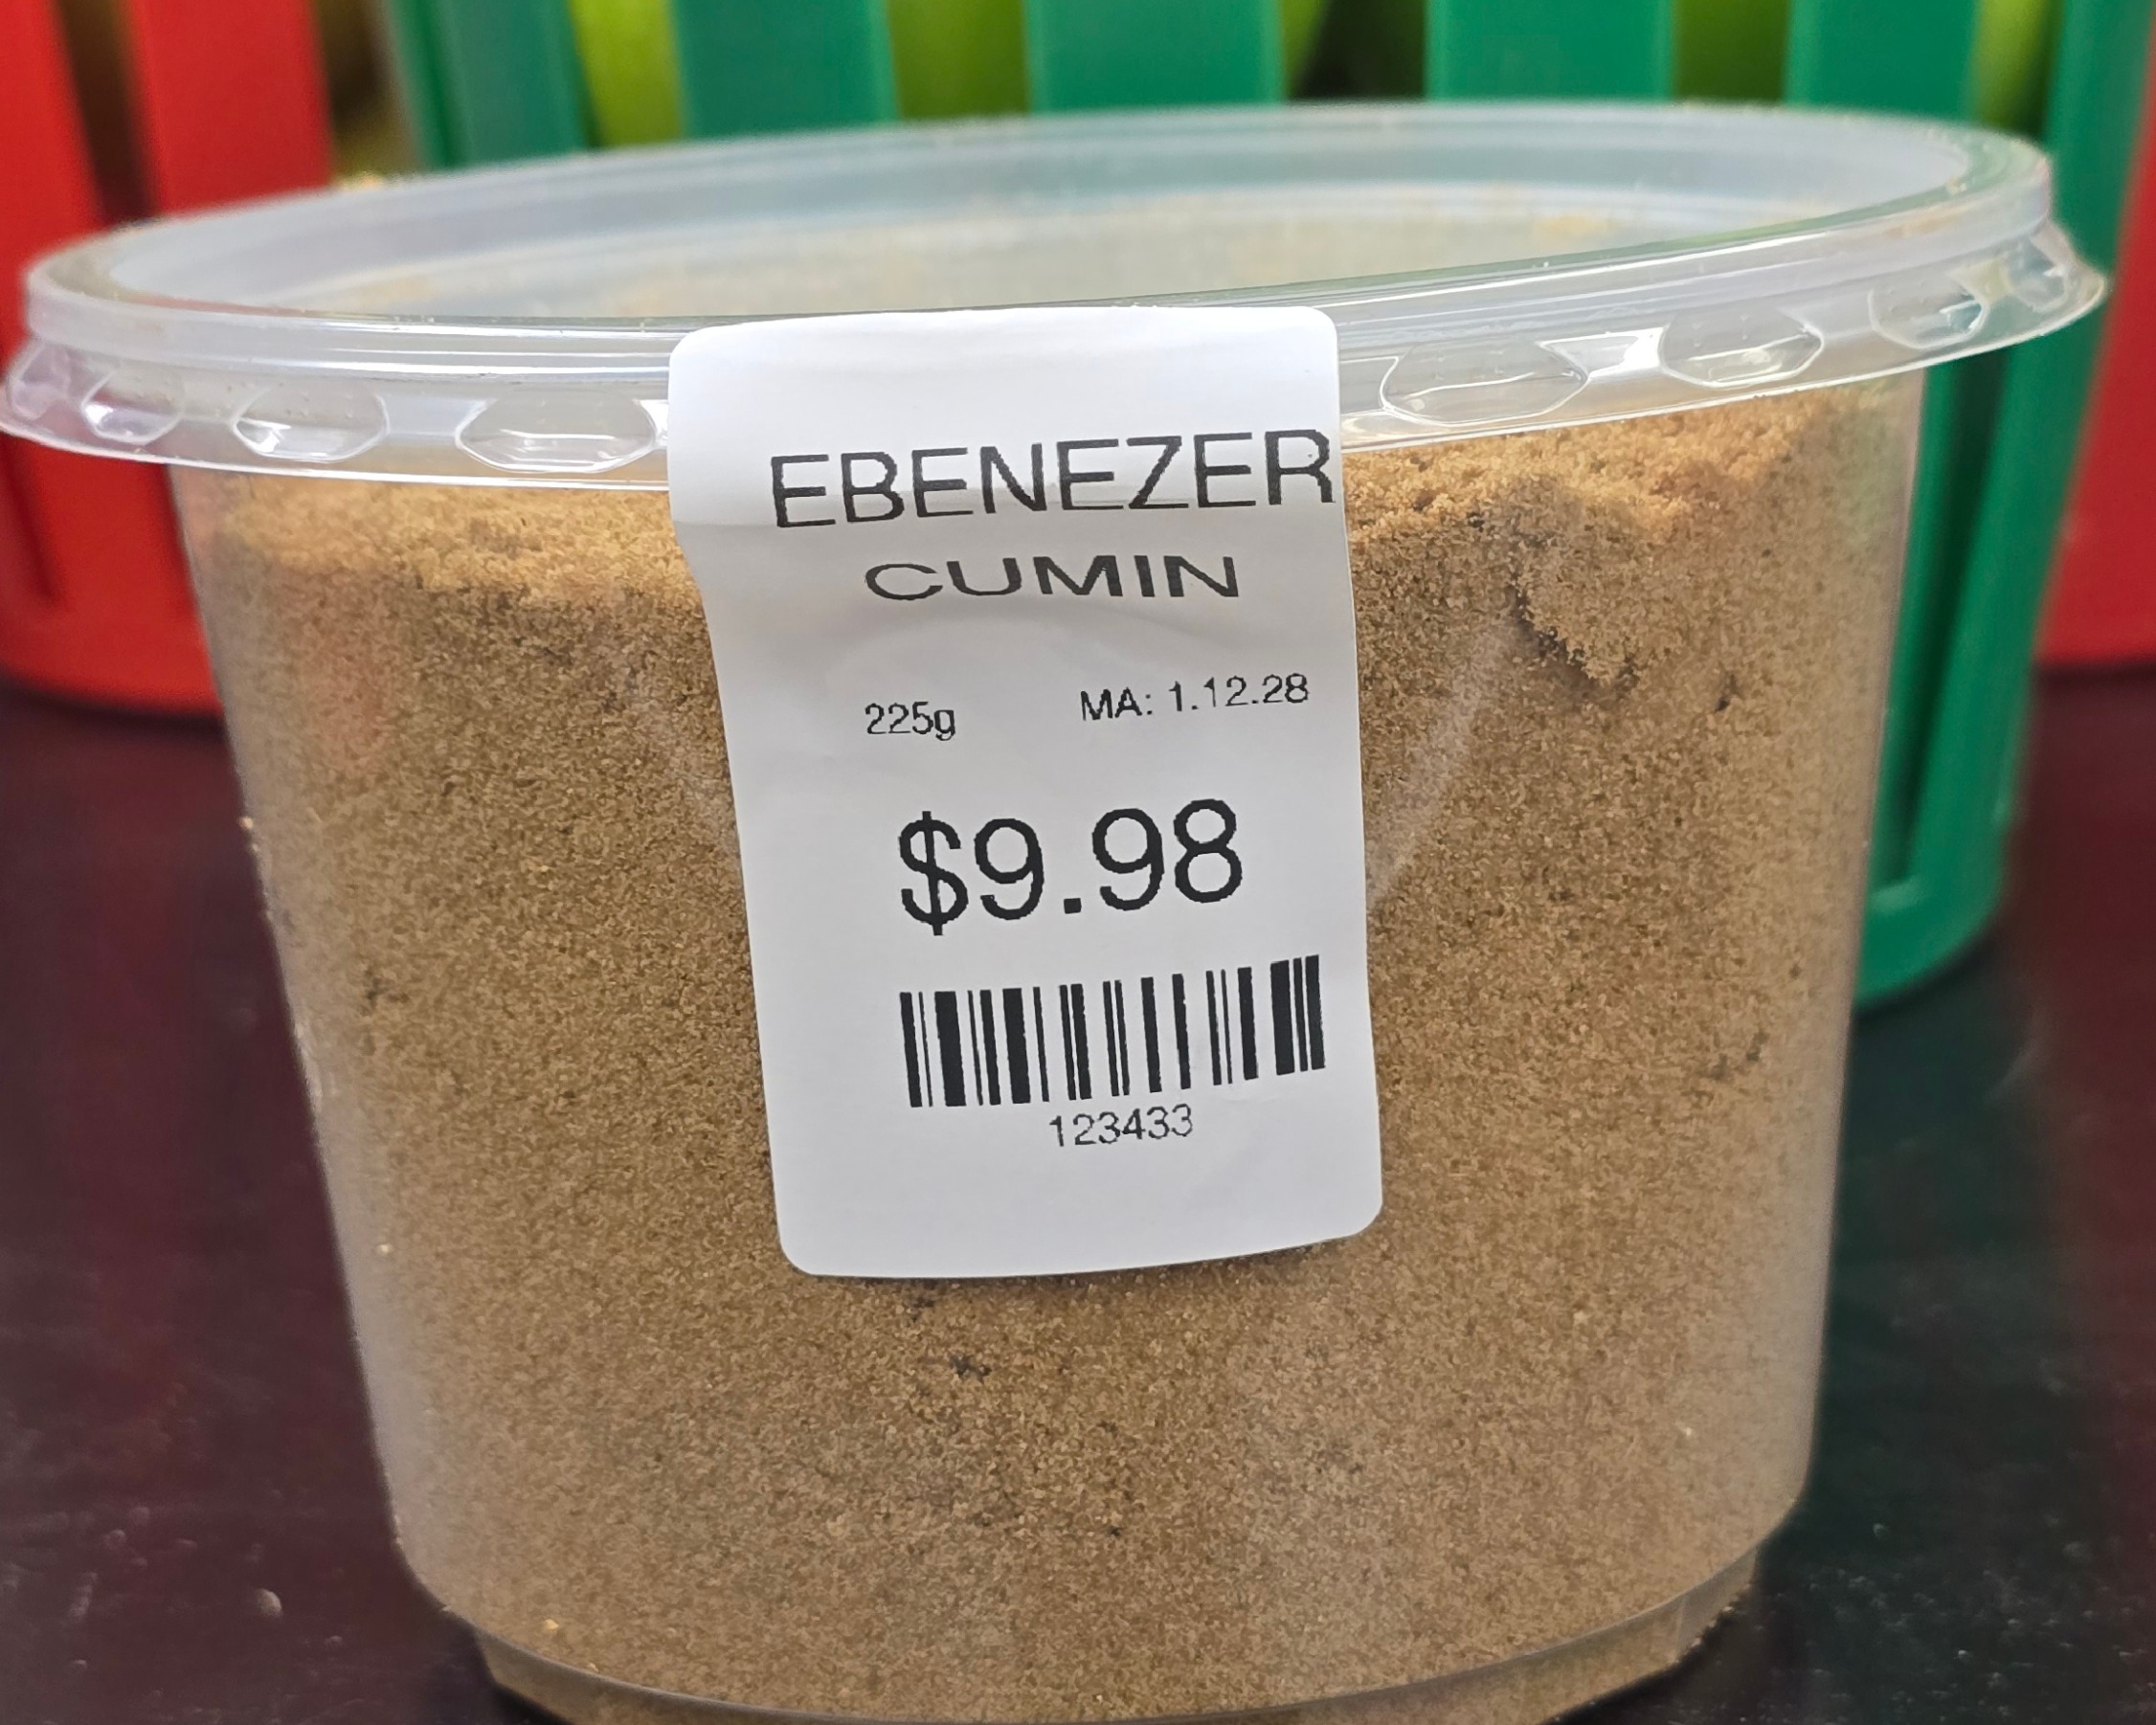 EBENEZER
CUMIN
225g MA: 1.12.28
$9.98
123433